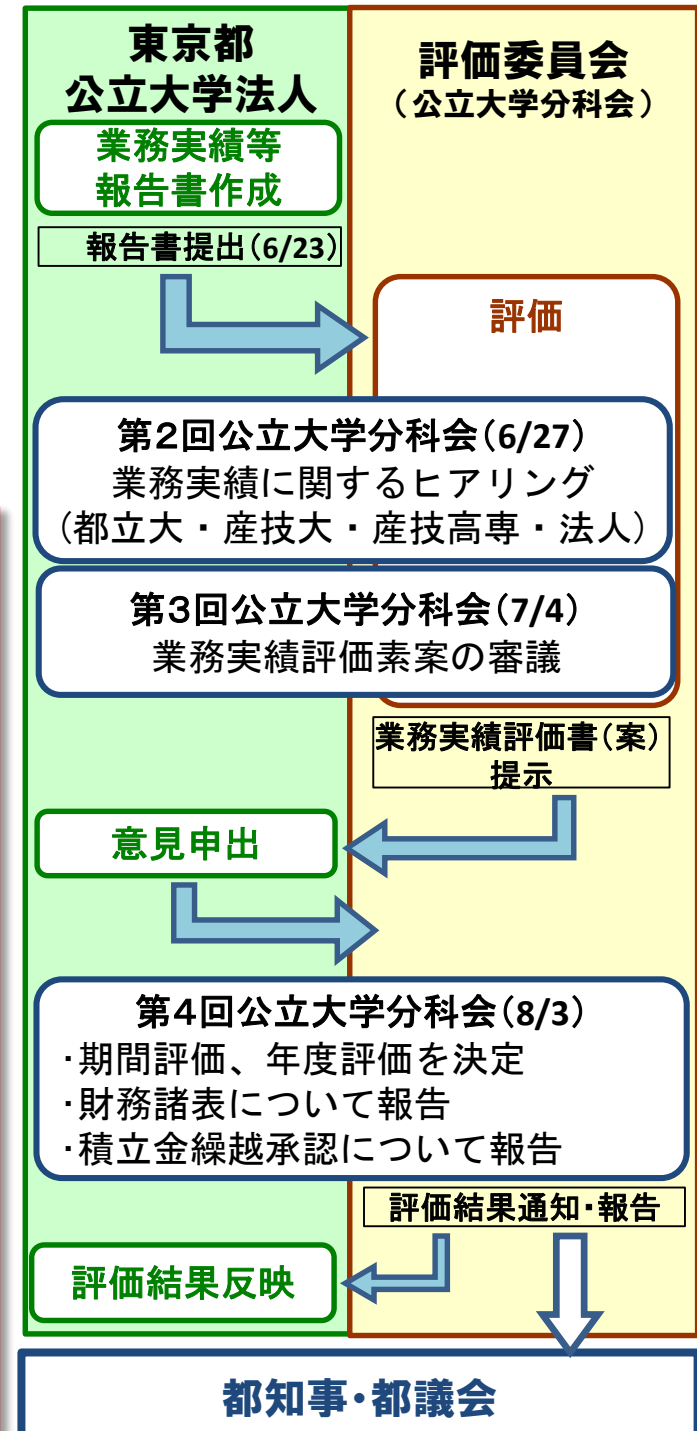 東京都
公立大学法人
評価委員会
（公立大学分科会）
業務実績等
報告書作成
報告書提出(6/23)
評価
第２回公立大学分科会(6/27)
業務実績に関するヒアリング
(都立大・産技大・産技高専・法人)
第３回公立大学分科会(7/4)
業務実績評価素案の審議
業務実績評価書(案)
提示
意見申出
第４回公立大学分科会(8/3)
・期間評価、年度評価を決定
・財務諸表について報告
・積立金繰越承認について報告
評価結果通知・報告
評価結果反映
都知事・都議会